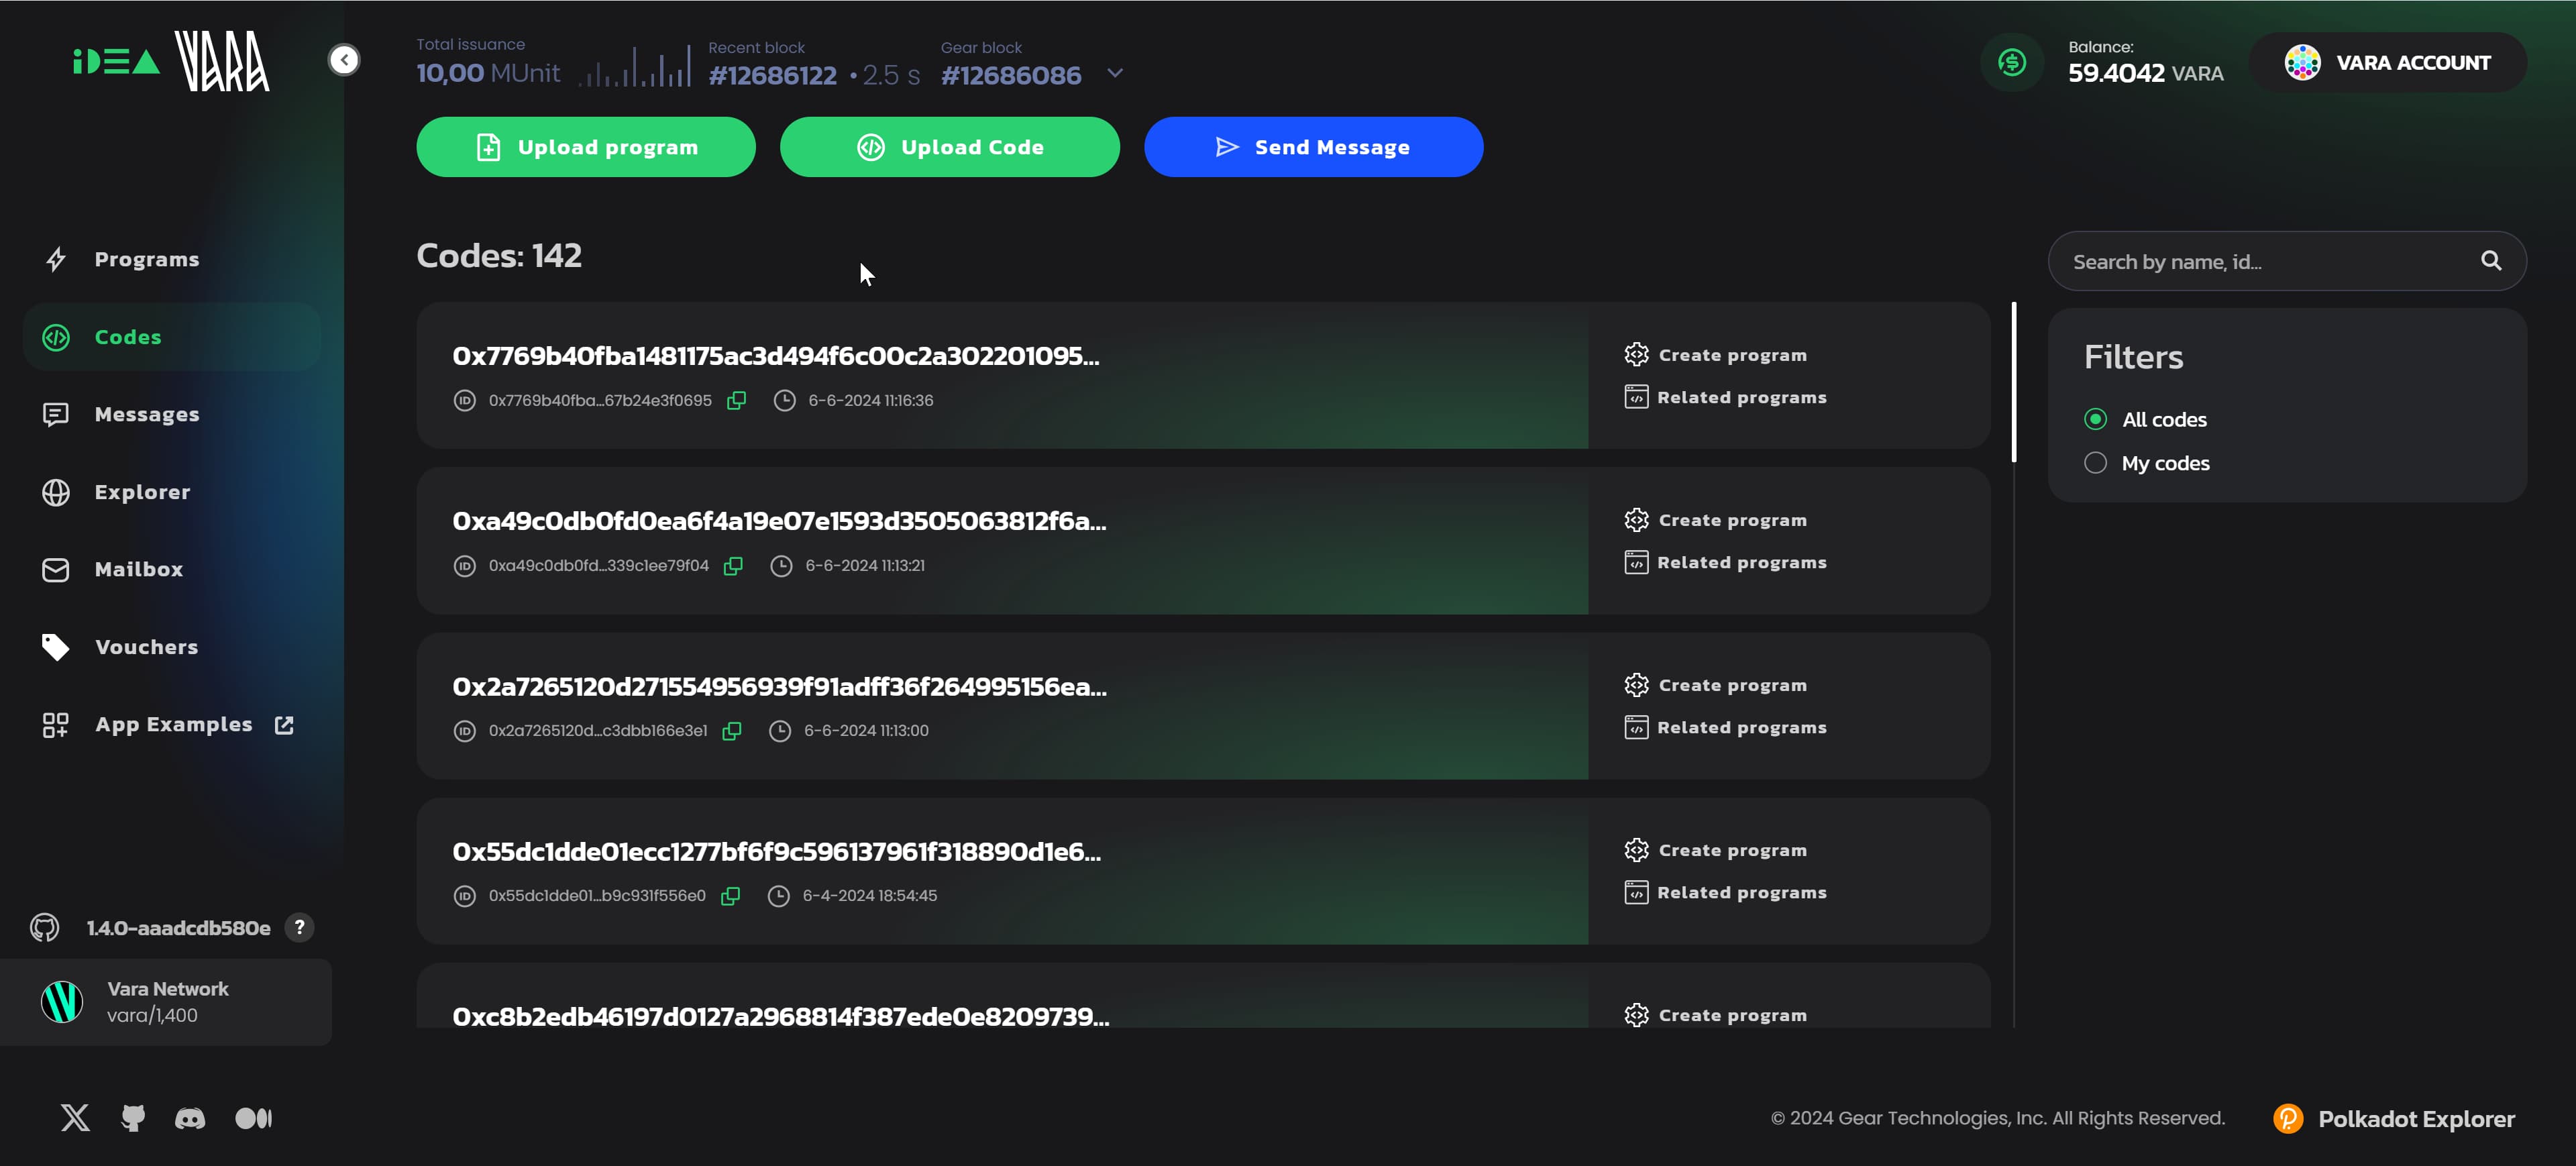 iDEA VARA
Total issuance
10,00 MUnit
Recent block
#12686122 • 2.5 s
Gear block
#12686086
Balance:
59.4042 VARA
VARA ACCOUNT
Upload program
Upload Code
Send Message
Programs
Codes
Messages
Explorer
Mailbox
Vouchers
App Examples
1.4.0-aaadcdb580e ?
Vara Network
vara/1,400
Codes: 142
0x7769b40fba1481175ac3d494f6c00c2a302201095...
ID 0x7769b40fba...67b24e3f0695 6-6-2024 11:16:36
Create program
Related programs
0xa49c0db0fd0ea6f4a19e07e1593d3505063812f6a...
ID 0xa49c0db0fd...339c1ee79f04 6-6-2024 11:13:21
Create program
Related programs
0x2a7265120d271554956939f91adff36f264995156ea...
ID 0x2a7265120d...c3dbb166e3e1 6-6-2024 11:13:00
Create program
Related programs
0x55dc1dde01ecc1277bf6f9c596137961f318890d1e6...
ID 0x55dc1dde01...b9c931f556e0 6-4-2024 18:54:45
Create program
Related programs
0xc8b2edb46197d0127a2968814f387ede0e8209739...
Create program
Search by name, id...
Filters
All codes
My codes
© 2024 Gear Technologies, Inc. All Rights Reserved.
Polkadot Explorer